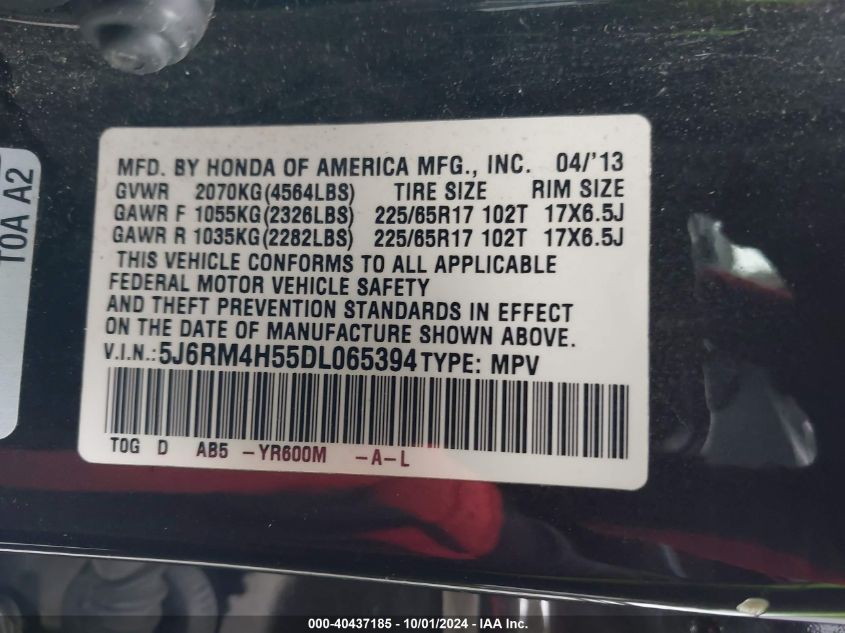 MFD. BY HONDA OF AMERICA MFG., INC. 04/'13
GVWR 2070KG(4564LBS) TIRE SIZE RIM SIZE
GAWR F 1055KG(2326LBS) 225/65R17 102T 17X6.5J
GAWR R 1035KG(2282LBS) 225/65R17 102T 17X6.5J
THIS VEHICLE CONFORMS TO ALL APPLICABLE
FEDERAL MOTOR VEHICLE SAFETY
AND THEFT PREVENTION STANDARDS IN EFFECT
ON THE DATE OF MANUFACTURE SHOWN ABOVE.
V.I.N.: 5J6RM4H55DL065394 TYPE: MPV
TOG D AB5 -YR600M -A-L
TOA A2
000-40437185 - 10/01/2024 - IAA Inc.